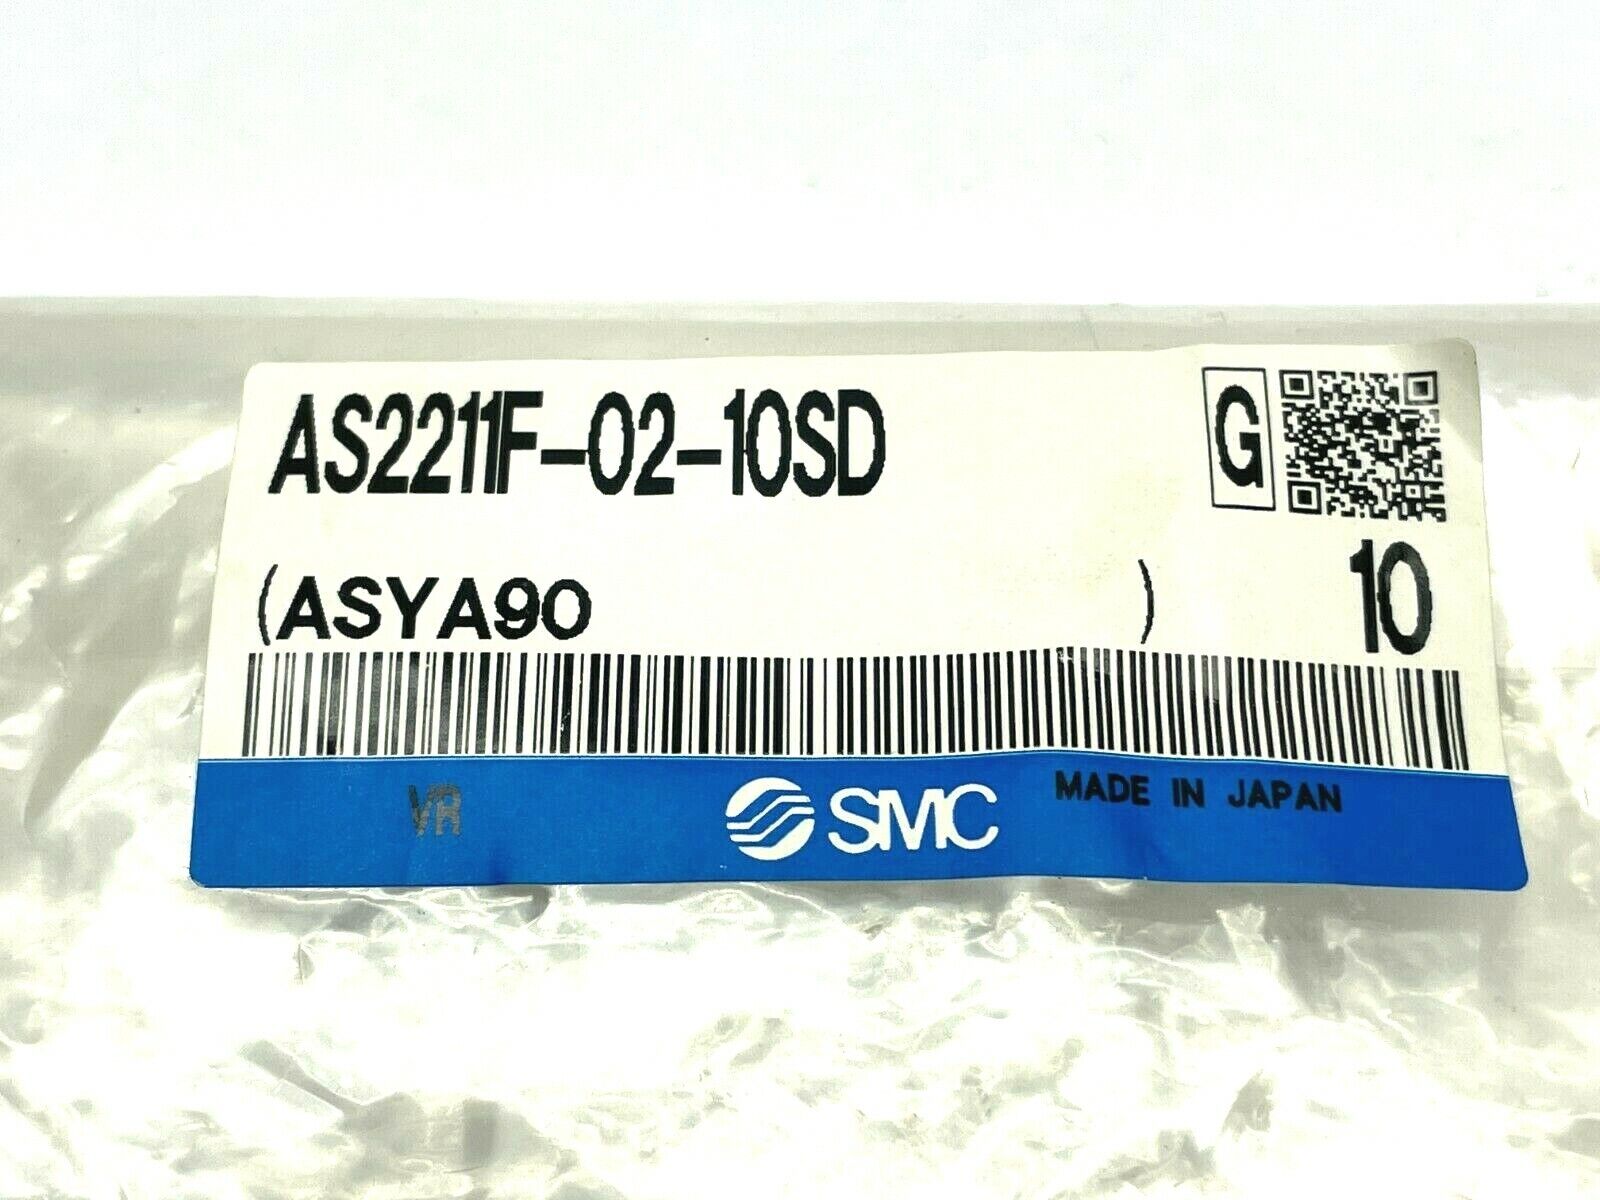 AS2211F-02-10SD
G
(ASYA90 )
10
VR
SMC
MADE IN JAPAN